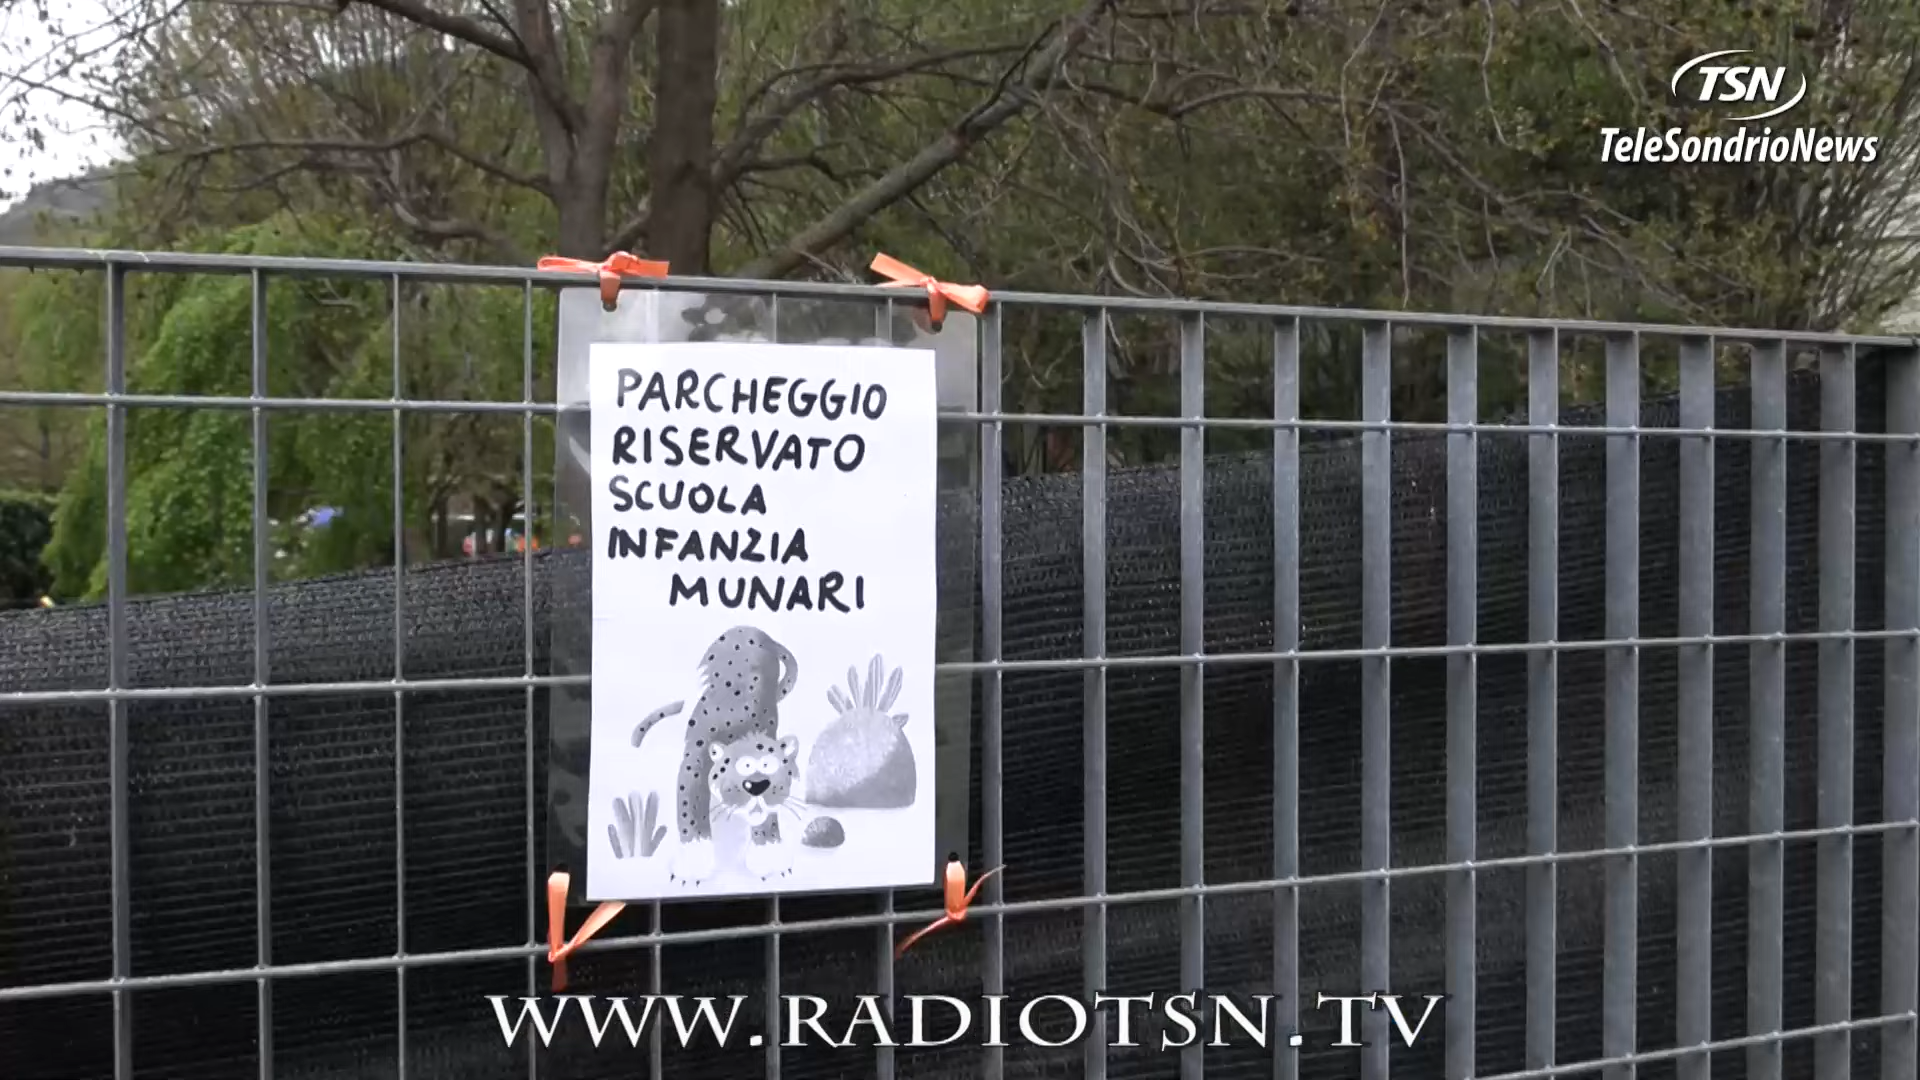 TSN
TeleSondrioNews
PARCHEGGIO
RISERVATO
SCUOLA
INFANZIA
MUNARI
WWW.RADIOTSN.TV